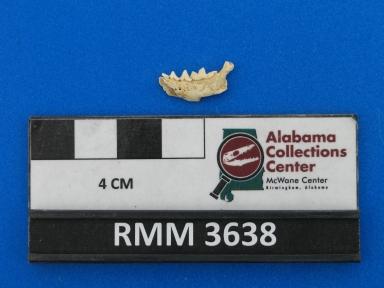 Alabama
Collections
Center
McWane Center
Birmingham, Alabama
4 CM
RMM 3638